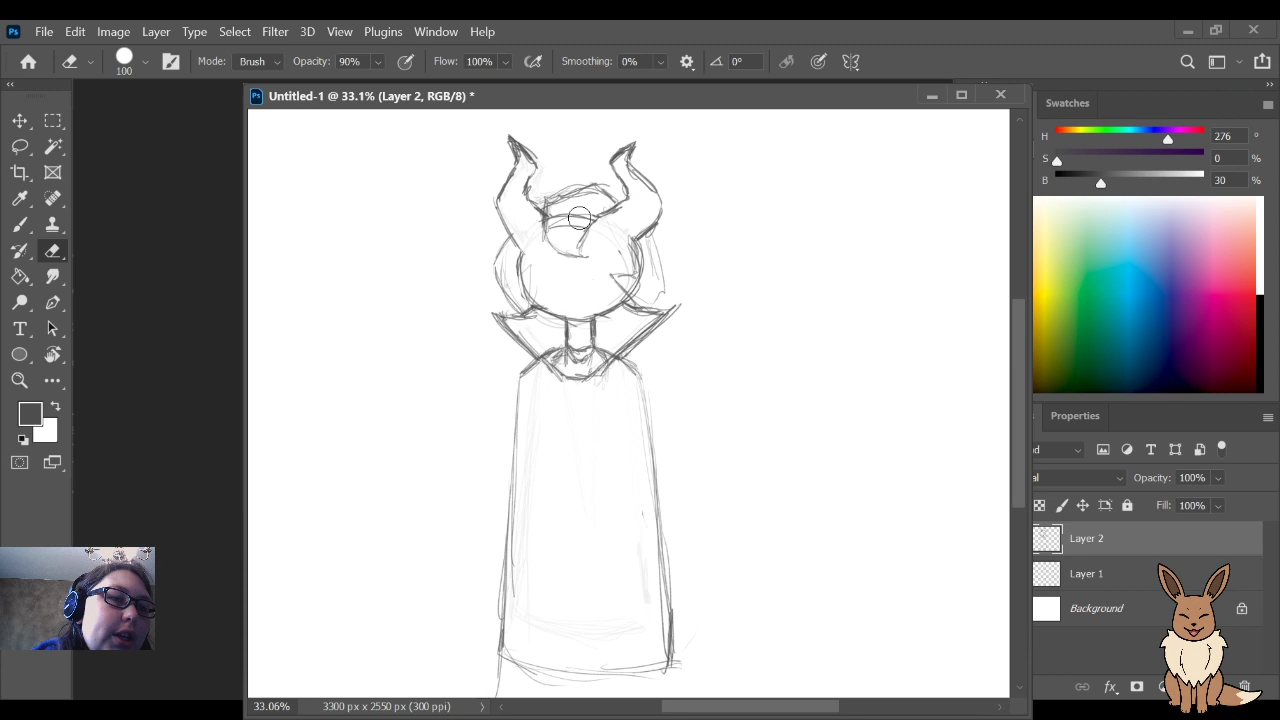 Ps File Edit Image Layer Type Select Filter 3D View Plugins Window Help
100 Mode: Brush Opacity: 90% Flow: 100% Smoothing: 0% 0°
Ps Untitled-1 @ 33.1% (Layer 2, RGB/8) *
Swatches
H 276 °
S 0 %
B 30 %
Properties
Opacity: 100%
Fill: 100%
Layer 2
Layer 1
Background
fx
33.06% 3300 px x 2550 px (300 ppi)